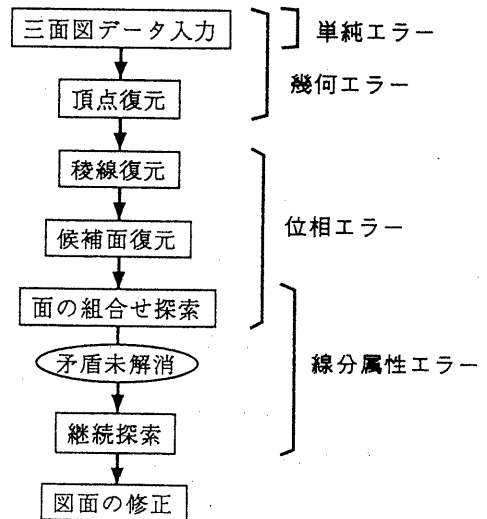 三面図データ入力
単純エラー
幾何エラー
頂点復元
稜線復元
位相エラー
候補面復元
面の組合せ探索
矛盾未解消
線分属性エラー
継続探索
図面の修正